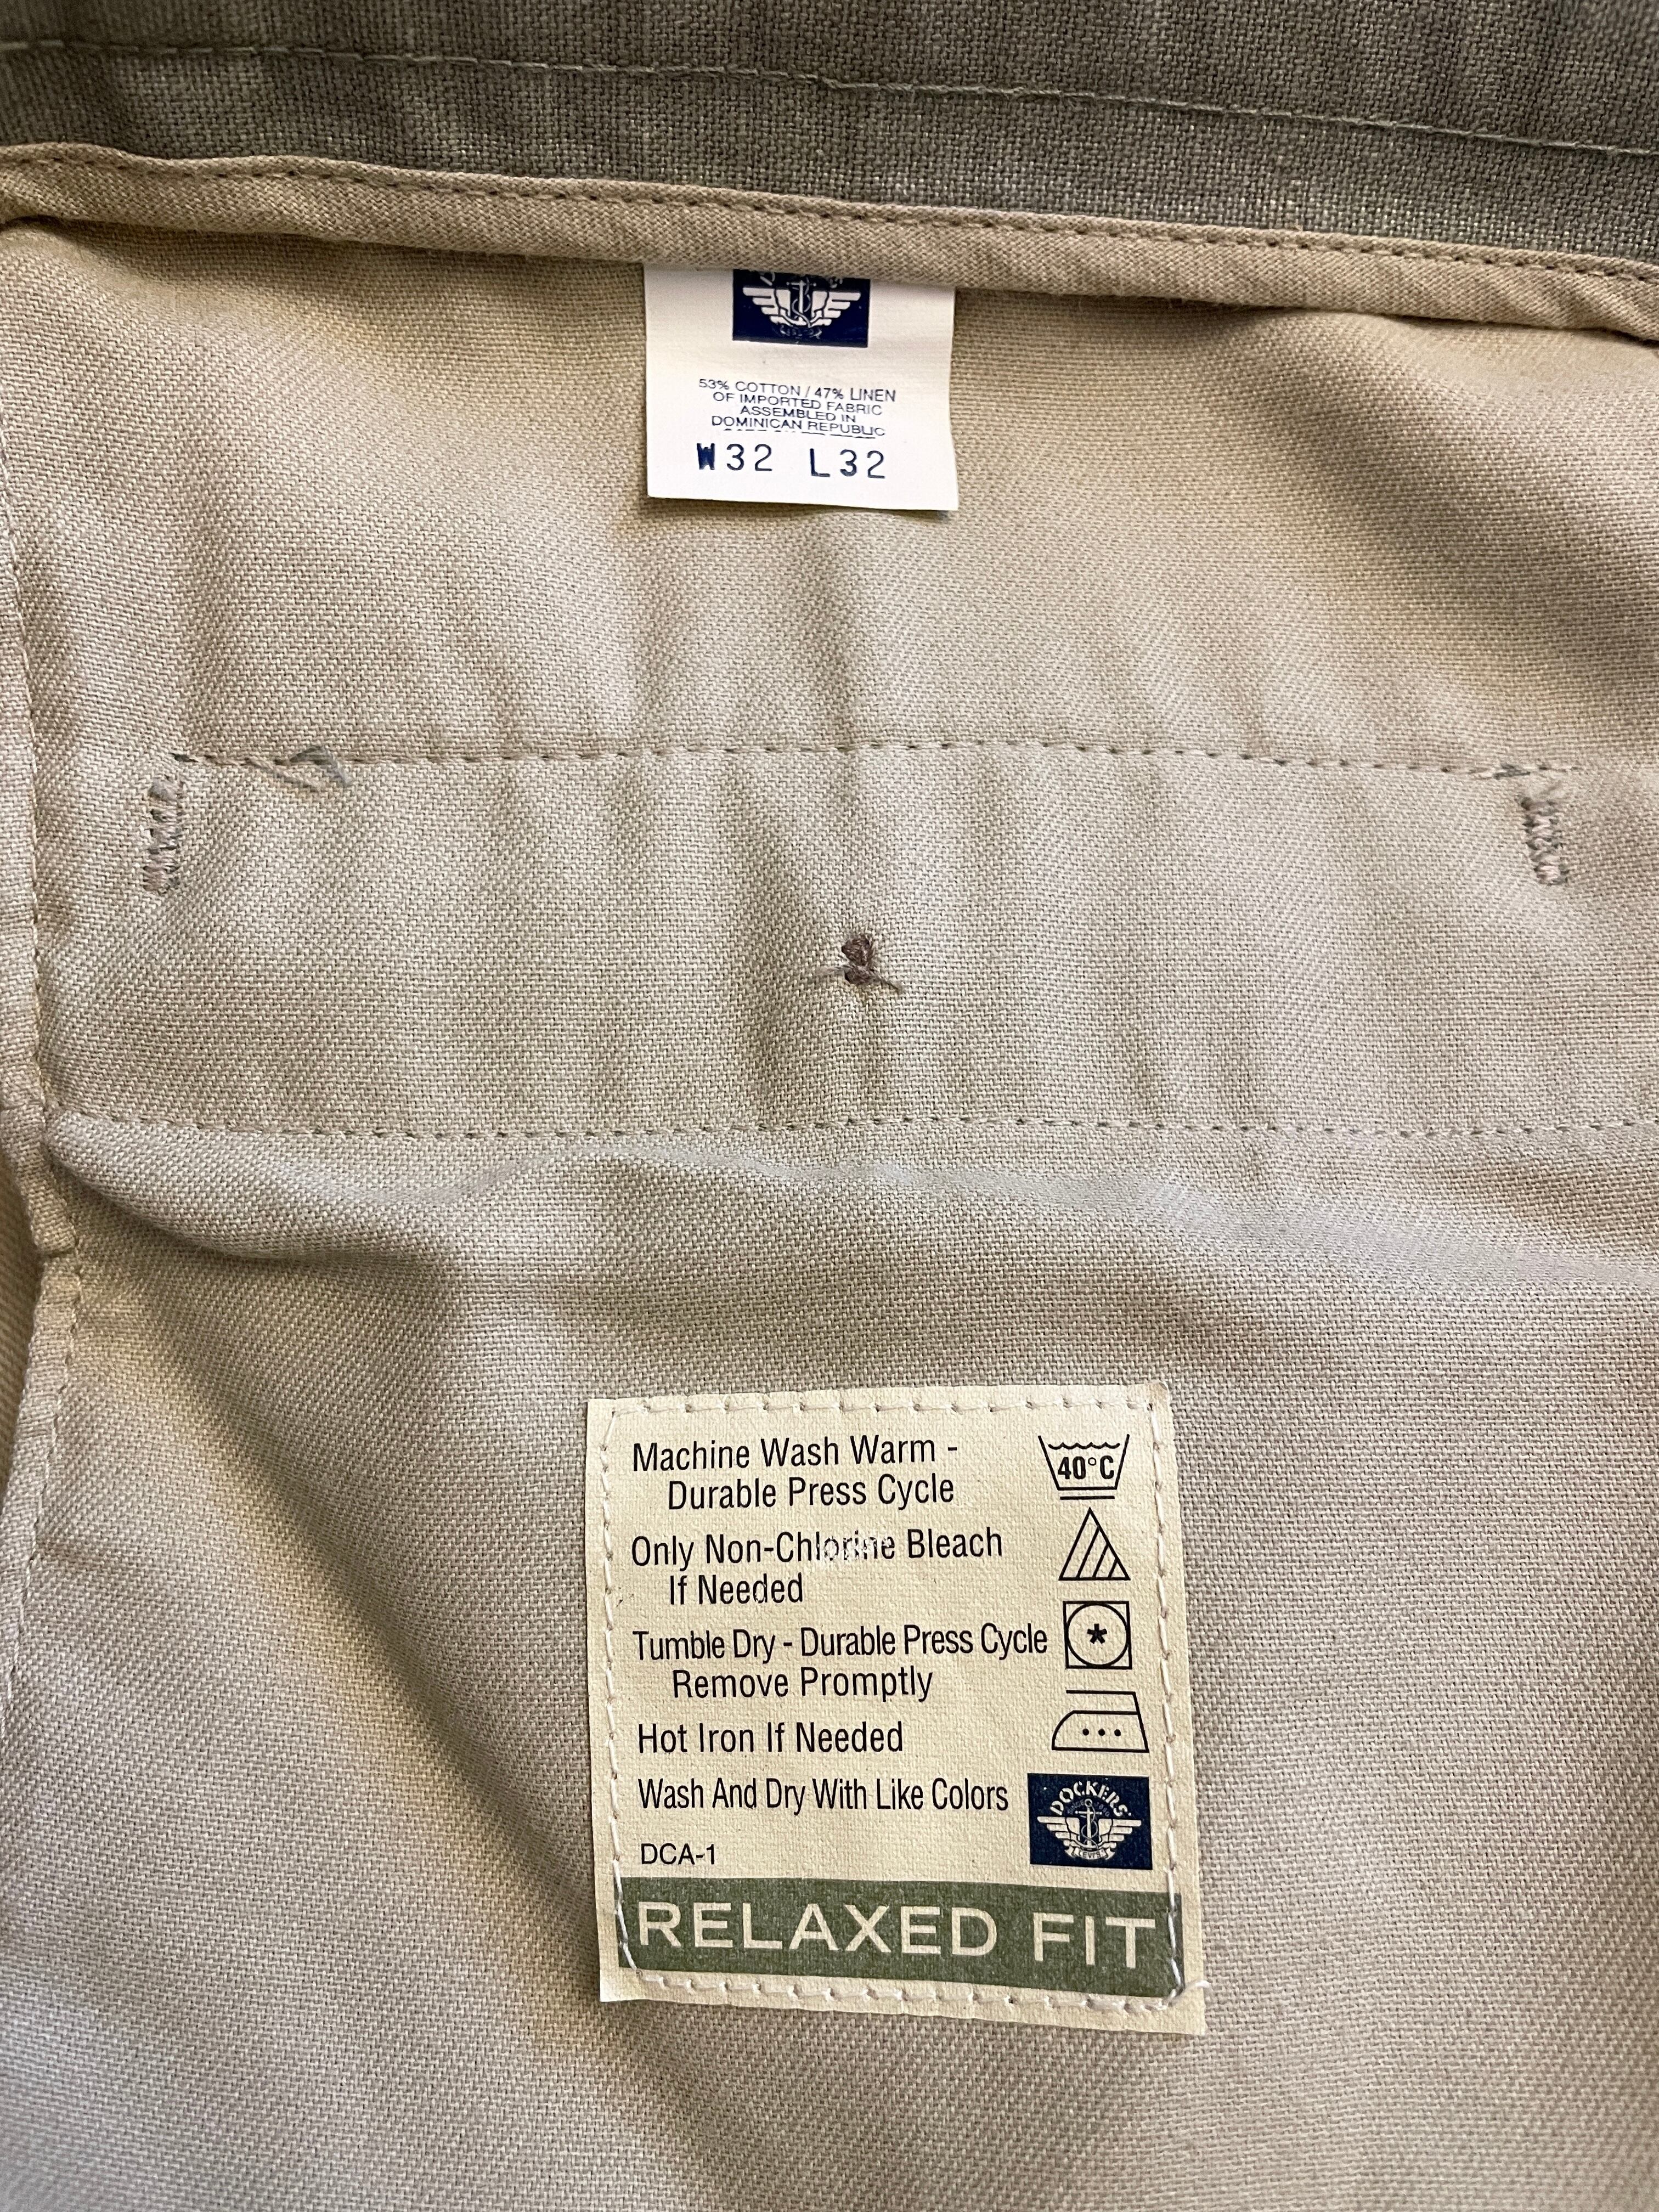 53% COTTON / 47% LINEN
OF IMPORTED FABRIC
ASSEMBLED IN
DOMINICAN REPUBLIC
W32 L32
Machine Wash Warm -
Durable Press Cycle
40°C
Only Non-Chlorine Bleach
If Needed
Tumble Dry - Durable Press Cycle
Remove Promptly
Hot Iron If Needed
Wash And Dry With Like Colors
DOCKERS
LEVI'S
DCA-1
RELAXED FIT